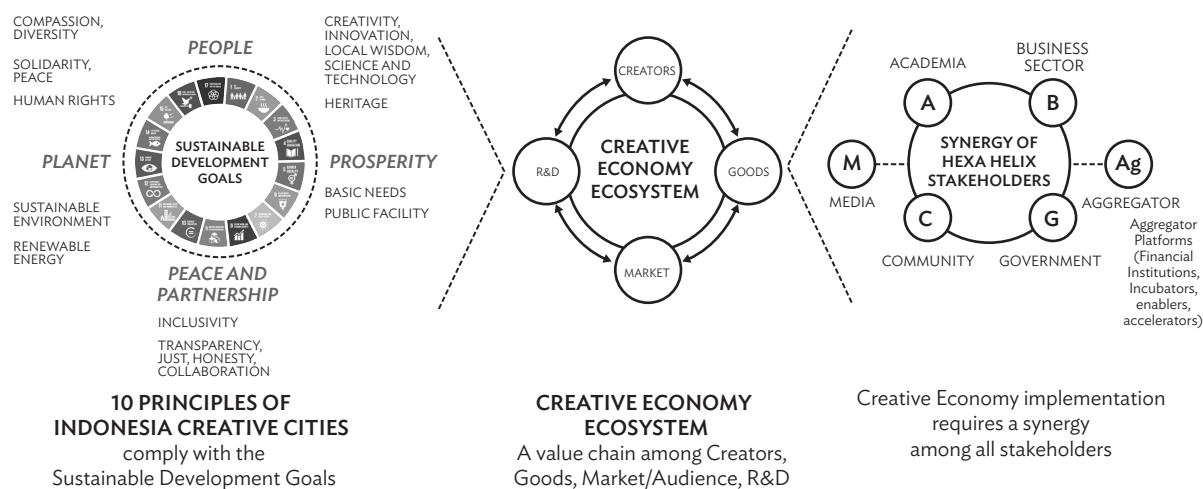 COMPASSION,
DIVERSITY
SOLIDARITY,
PEACE
HUMAN RIGHTS
PEOPLE
CREATIVITY,
INNOVATION,
LOCAL WISDOM,
SCIENCE AND
TECHNOLOGY
HERITAGE
PLANET
SUSTAINABLE
DEVELOPMENT
GOALS
PROSPERITY
SUSTAINABLE
ENVIRONMENT
RENEWABLE
ENERGY
BASIC NEEDS
PUBLIC FACILITY
PEACE AND
PARTNERSHIP
INCLUSIVITY
TRANSPARENCY,
JUST, HONESTY,
COLLABORATION
10 PRINCIPLES OF
INDONESIA CREATIVE CITIES
comply with the
Sustainable Development Goals
CREATORS
R&D
CREATIVE
ECONOMY
ECOSYSTEM
GOODS
MARKET
CREATIVE ECONOMY
ECOSYSTEM
A value chain among Creators,
Goods, Market/Audience, R&D
ACADEMIA
BUSINESS
SECTOR
A
B
SYNERGY OF
HEXA HELIX
STAKEHOLDERS
M
Ag
MEDIA
AGGREGATOR
C
G
COMMUNITY
GOVERNMENT
Aggregator
Platforms
(Financial
Institutions,
Incubators,
enablers,
accelerators)
Creative Economy implementation
requires a synergy
among all stakeholders